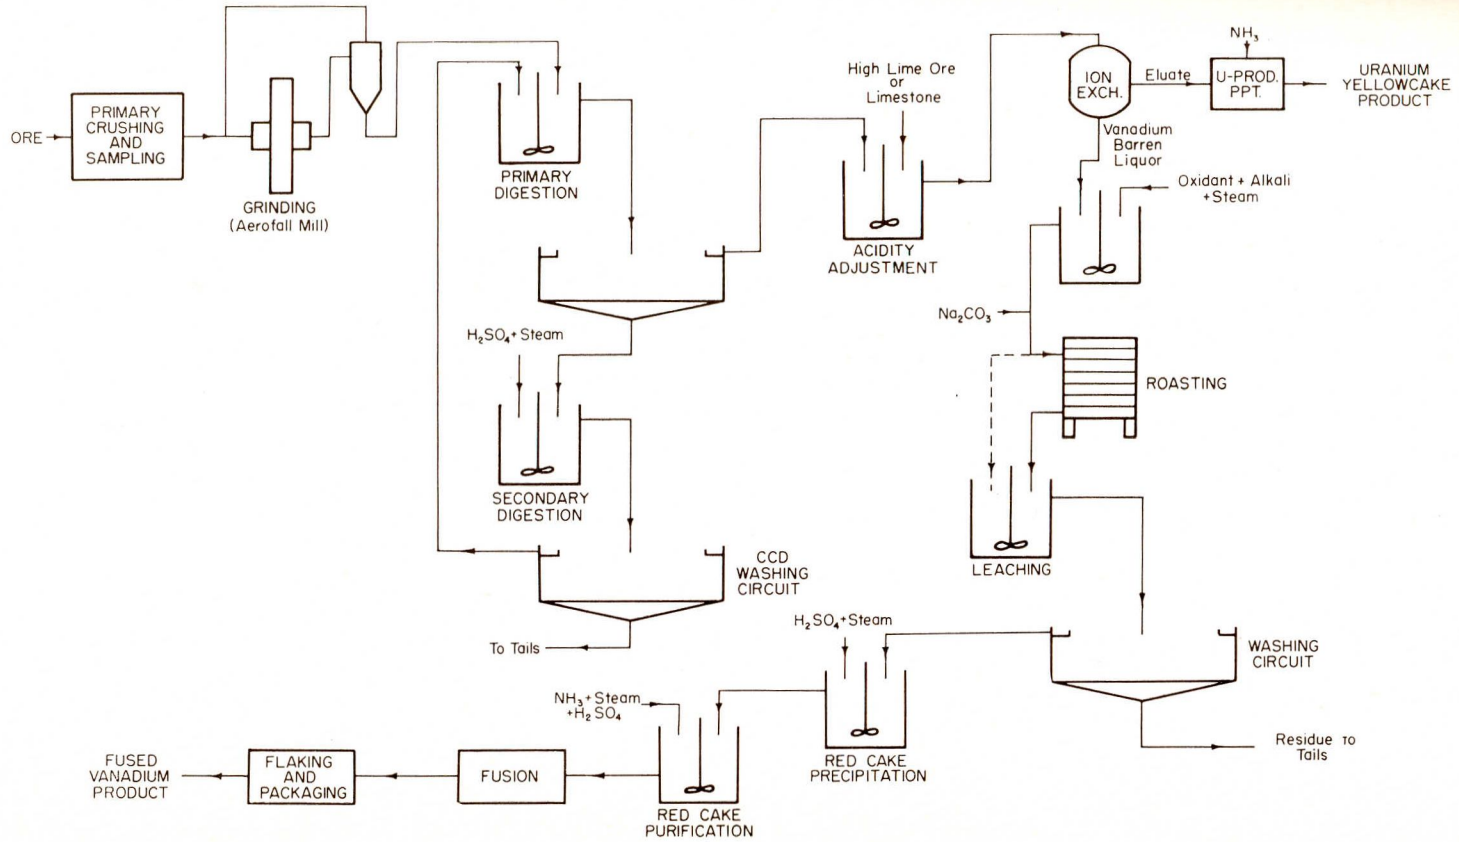 ORE
PRIMARY
CRUSHING
AND
SAMPLING
GRINDING
(Aerofall Mill)
PRIMARY
DIGESTION
High Lime Ore
or
Limestone
ACIDITY
ADJUSTMENT
ION
EXCH.
Eluate
NH₃
U-PROD.
PPT.
URANIUM
YELLOWCAKE
PRODUCT
Vanadium
Barren
Liquor
Oxidant + Alkali
+Steam
Na₂CO₃
ROASTING
H₂SO₄+Steam
SECONDARY
DIGESTION
CCD
WASHING
CIRCUIT
To Tails
LEACHING
WASHING
CIRCUIT
Residue to
Tails
H₂SO₄+Steam
RED CAKE
PRECIPITATION
NH₃+Steam
+H₂SO₄
RED CAKE
PURIFICATION
FUSION
FLAKING
AND
PACKAGING
FUSED
VANADIUM
PRODUCT